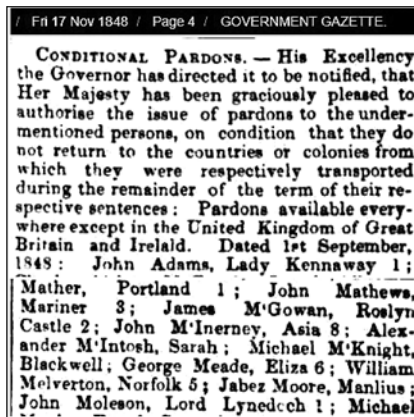 / Fri 17 Nov 1848 / Page 4 / GOVERNMENT GAZETTE.
CONDITIONAL PARDONS. — His Excellency
the Governor has directed it to be notified, that
Her Majesty has been graciously pleased to
authorise the issue of pardons to the under-
mentioned persons, on condition that they do
not return to the countries or colonies from
which they were respectively transported
during the remainder of the term of their re-
spective sentences: Pardons available every-
where except in the United Kingdom of Great
Britain and Irelald. Dated 1st September,
1848: John Adams, Lady Kennaway 1;
Mather, Portland 1; John Mathews,
Mariner 3; James M'Gowan, Roslyn
Castle 2; John M'Inerney, Asia 8; Alex-
ander M'Intosh, Sarah; Michael M'Knight,
Blackwell; George Meade, Eliza 6; William
Melverton, Norfolk 5; Jabez Moore, Manlius;
John Moleson, Lord Lynedoch 1; Michael